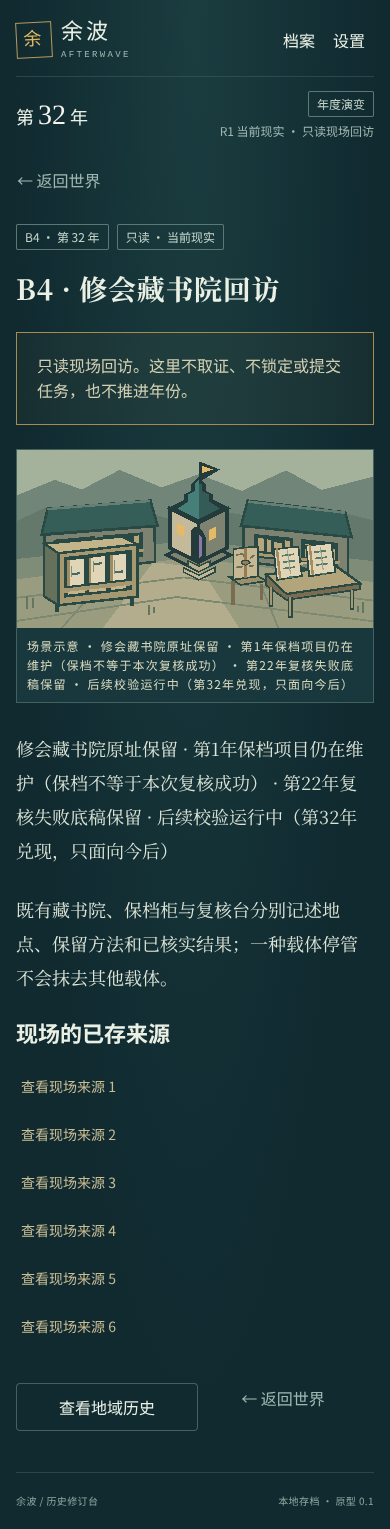 余
余波
AFTERWAVE
档案 设置
第 32 年
年度演变
R1 当前现实 · 只读现场回访
← 返回世界
B4 · 第 32 年
只读 · 当前现实
B4 · 修会藏书院回访
只读现场回访。这里不取证、不锁定或提交
任务，也不推进年份。
场景示意 · 修会藏书院原址保留 · 第1年保档项目仍在
维护（保档不等于本次复核成功） · 第22年复核失败底
稿保留 · 后续校验运行中（第32年兑现，只面向今后）
修会藏书院原址保留 · 第1年保档项目仍在维
护（保档不等于本次复核成功） · 第22年复
核失败底稿保留 · 后续校验运行中（第32年
兑现，只面向今后）
既有藏书院、保档柜与复核台分别记述地
点、保留方法和已核实结果；一种载体停管
不会抹去其他载体。
现场的已存来源
查看现场来源 1
查看现场来源 2
查看现场来源 3
查看现场来源 4
查看现场来源 5
查看现场来源 6
查看地域历史
← 返回世界
余波 / 历史修订台
本地存档 · 原型 0.1